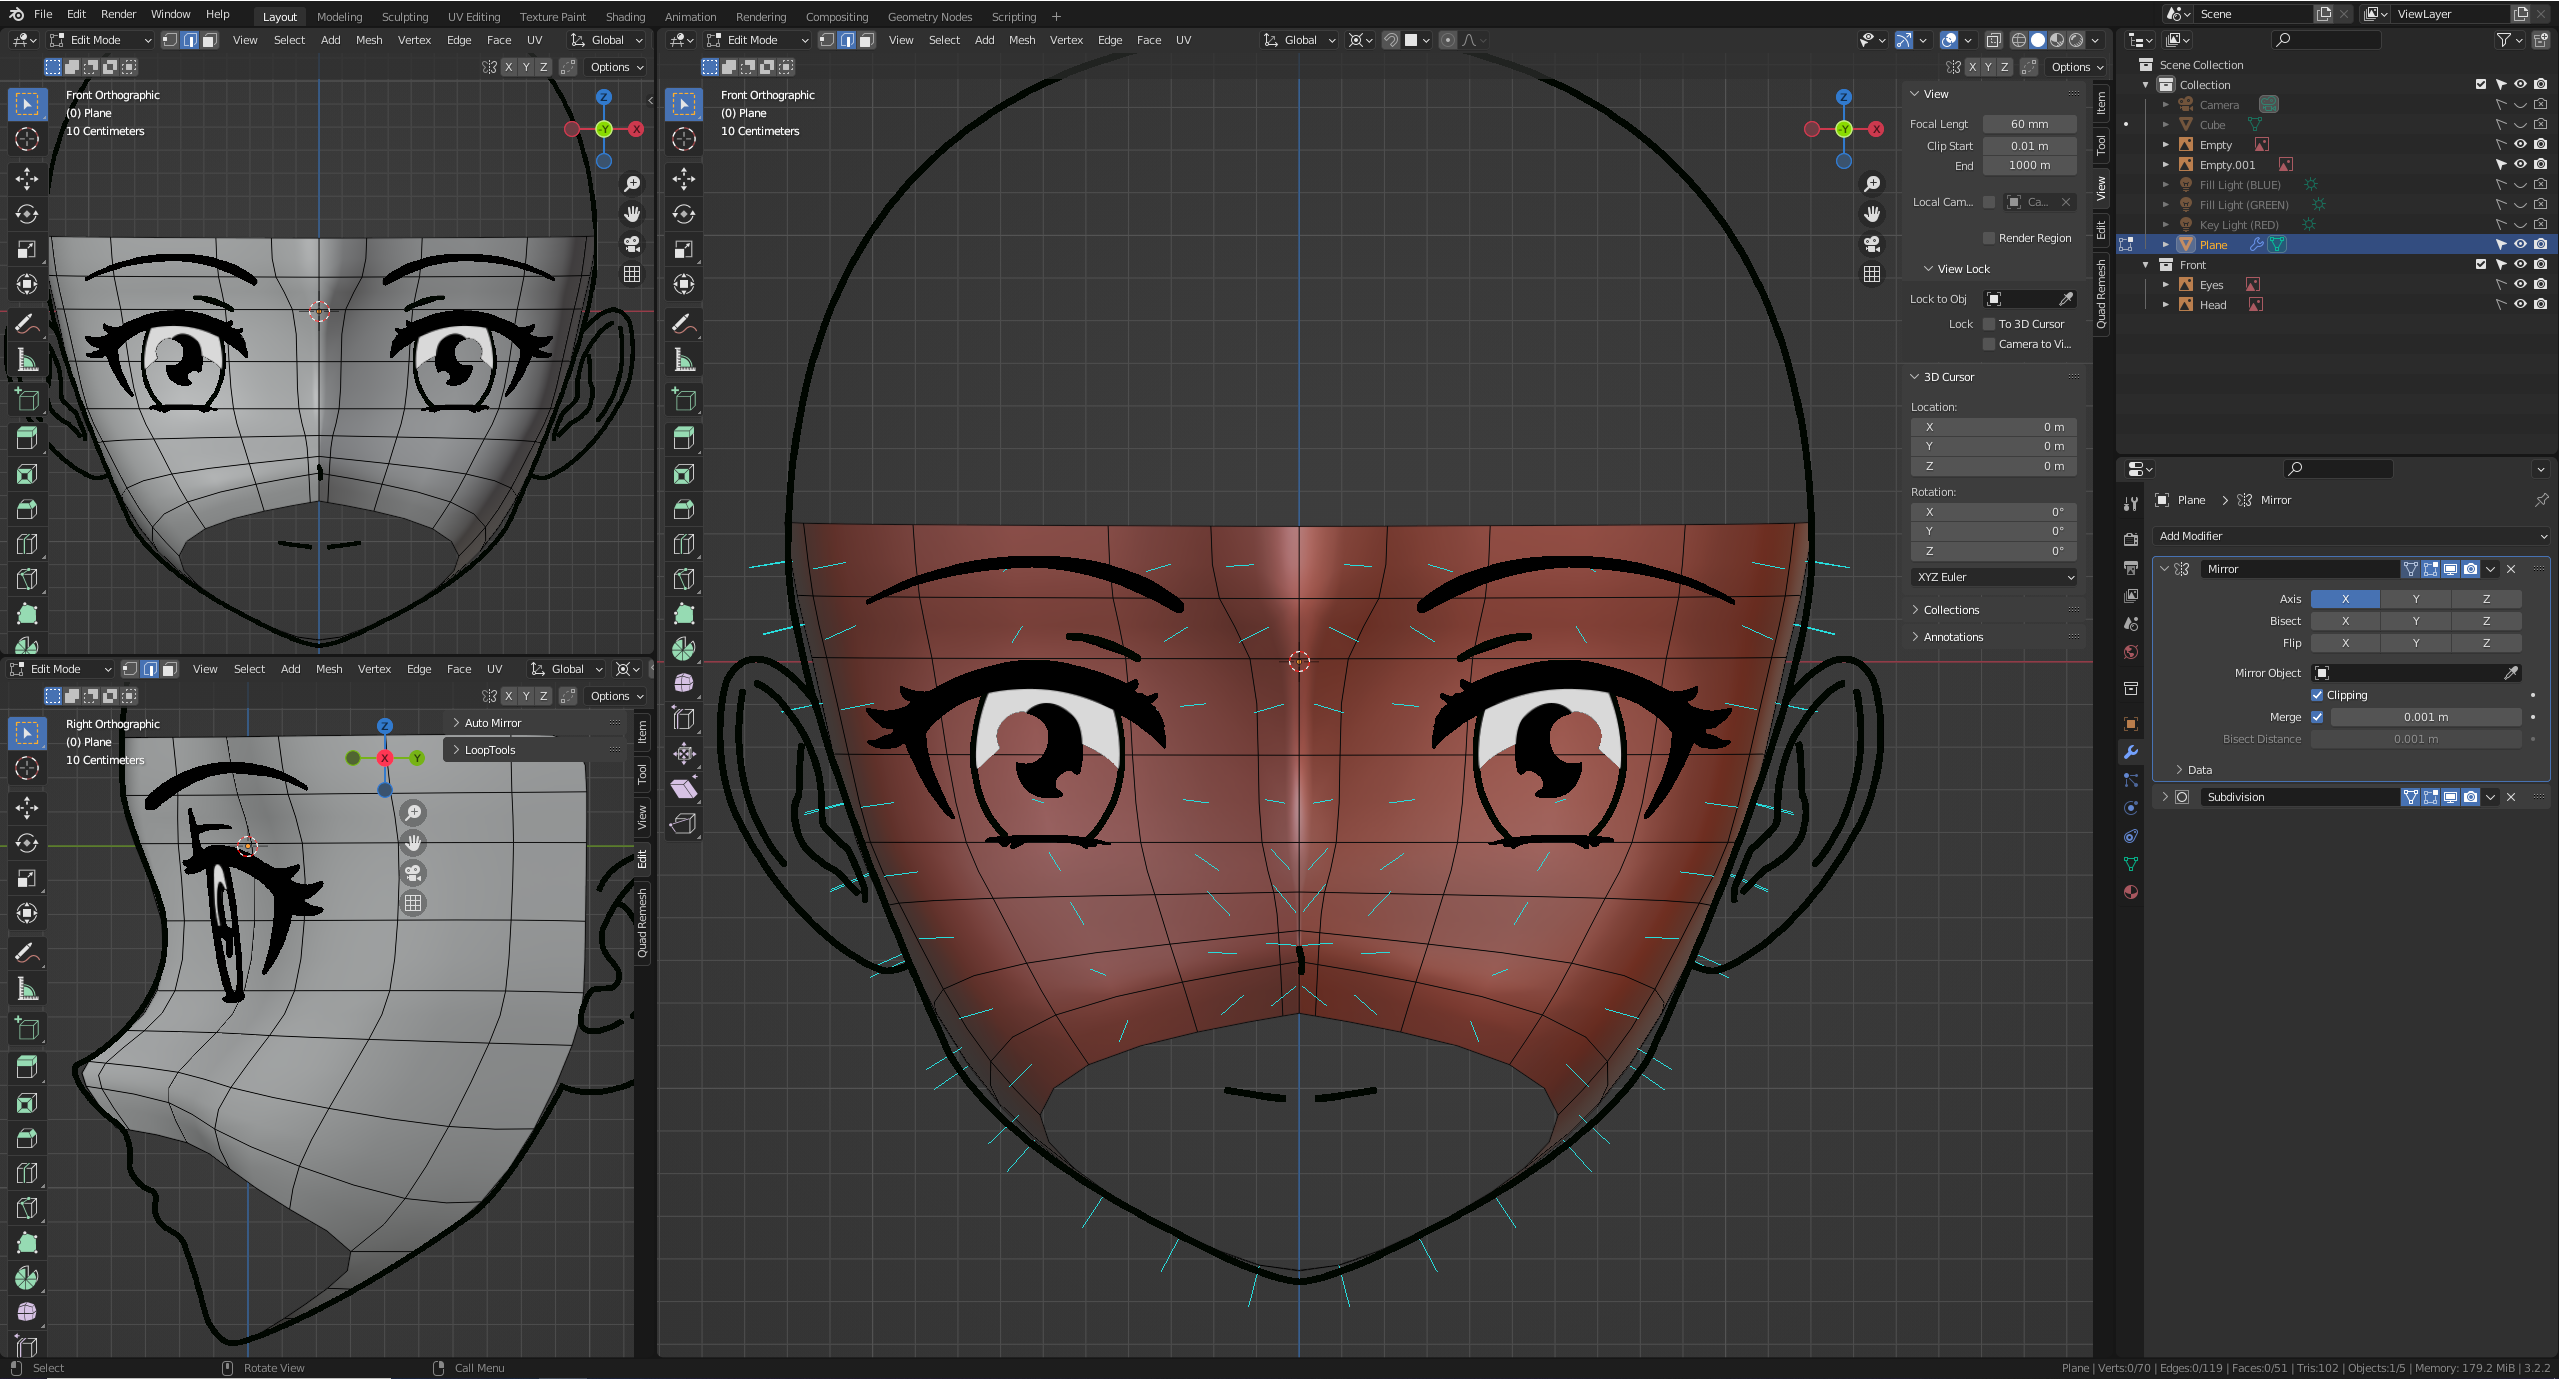 File Edit Render Window Help Layout Modeling Sculpting UV Editing Texture Paint Shading Animation Rendering Compositing Geometry Nodes Scripting + Scene ViewLayer
Edit Mode View Select Add Mesh Vertex Edge Face UV Global
X Y Z Options
Front Orthographic
(0) Plane
10 Centimeters
Z
-Y X
Edit Mode View Select Add Mesh Vertex Edge Face UV Global
X Y Z Options
Right Orthographic
(0) Plane
10 Centimeters
Z
X Y
Auto Mirror
LoopTools
Item
Tool
View
Edit
Quad Remesh
Edit Mode View Select Add Mesh Vertex Edge Face UV Global
X Y Z Options
Front Orthographic
(0) Plane
10 Centimeters
Z
-Y X
View
Focal Lengt 60 mm
Clip Start 0.01 m
End 1000 m
Local Cam... Ca...
Render Region
View Lock
Lock to Obj
Lock To 3D Cursor
Camera to Vi...
3D Cursor
Location:
X 0 m
Y 0 m
Z 0 m
Rotation:
X 0°
Y 0°
Z 0°
XYZ Euler
Collections
Annotations
Item
Tool
View
Edit
Quad Remesh
Scene Collection
Collection
Camera
Cube
Empty
Empty.001
Fill Light (BLUE)
Fill Light (GREEN)
Key Light (RED)
Plane
Front
Eyes
Head
Plane > Mirror
Add Modifier
Mirror
Axis X Y Z
Bisect X Y Z
Flip X Y Z
Mirror Object
Clipping
Merge 0.001 m
Bisect Distance 0.001 m
Data
Subdivision
Select Rotate View Call Menu Plane | Verts:0/70 | Edges:0/119 | Faces:0/51 | Tris:102 | Objects:1/5 | Memory: 179.2 MiB | 3.2.2